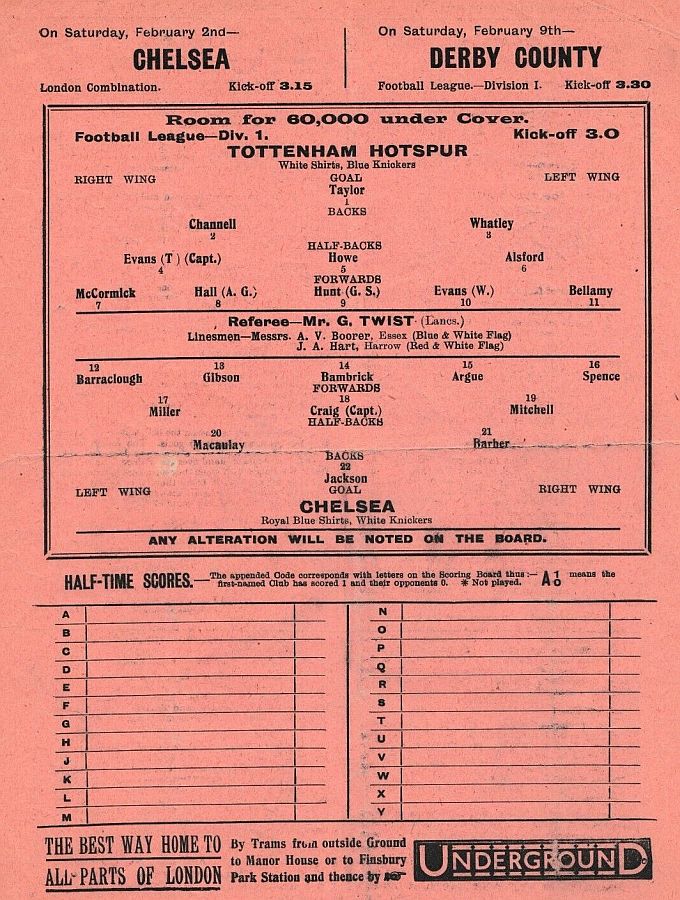 On Saturday, February 2nd—
CHELSEA
London Combination. Kick-off 3.15
On Saturday, February 9th—
DERBY COUNTY
Football League.—Division I. Kick-off 3.30
Room for 60,000 under Cover.
Football League—Div. 1. Kick-off 3.0
TOTTENHAM HOTSPUR
White Shirts, Blue Knickers
RIGHT WING GOAL LEFT WING
Taylor
1
BACKS
Channell Whatley
2 3
HALF-BACKS
Evans (T) (Capt.) Howe Alsford
4 5 6
FORWARDS
McCormick Hall (A. G.) Hunt (G. S.) Evans (W.) Bellamy
7 8 9 10 11
Referee—Mr. G. TWIST (Lancs.)
Linesmen—Messrs. A. V. Boorer, Essex (Blue & White Flag)
J. A. Hart, Harrow (Red & White Flag)
12 13 14 15 16
Barraclough Gibson Bambrick Argue Spence
FORWARDS
17 18 19
Miller Craig (Capt.) Mitchell
HALF-BACKS
20 21
Macaulay Barber
BACKS
22
Jackson
LEFT WING GOAL RIGHT WING
CHELSEA
Royal Blue Shirts, White Knickers
ANY ALTERATION WILL BE NOTED ON THE BOARD.
HALF-TIME SCORES.—The appended Code corresponds with letters on the Scoring Board thus:— A 1/0 means the
first-named Club has scored 1 and their opponents 0. * Not played.
A N
B O
C P
D Q
E R
F S
G T
H U
J V
K W
L X
M Y
THE BEST WAY HOME TO
ALL PARTS OF LONDON
By Trams from outside Ground
to Manor House or to Finsbury
Park Station and thence by
UNDERGROUND